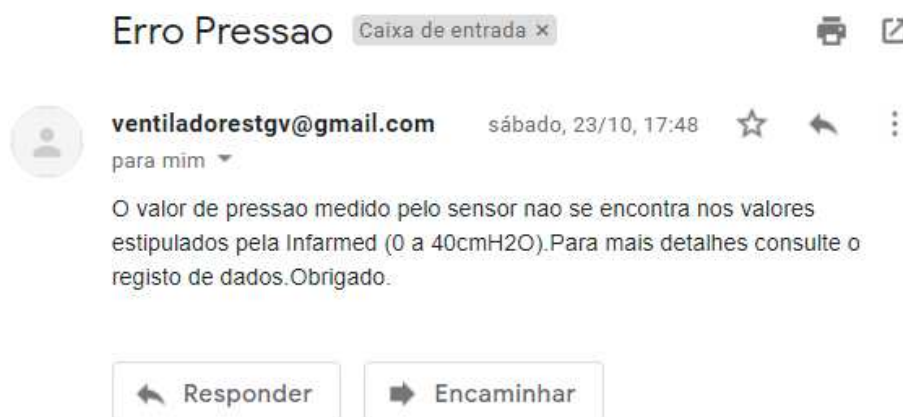 Erro Pressao Caixa de entrada ×
ventiladorestgv@gmail.com sábado, 23/10, 17:48
para mim
O valor de pressao medido pelo sensor nao se encontra nos valores
estipulados pela Infarmed (0 a 40cmH2O).Para mais detalhes consulte o
registo de dados.Obrigado.
Responder Encaminhar